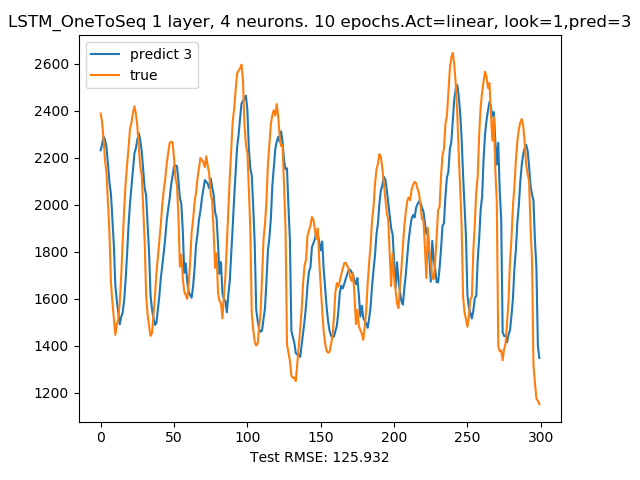 LSTM_OneToSeq 1 layer, 4 neurons. 10 epochs.Act=linear, look=1,pred=3
predict 3
true
2600
2400
2200
2000
1800
1600
1400
1200
0 50 100 150 200 250 300
Test RMSE: 125.932